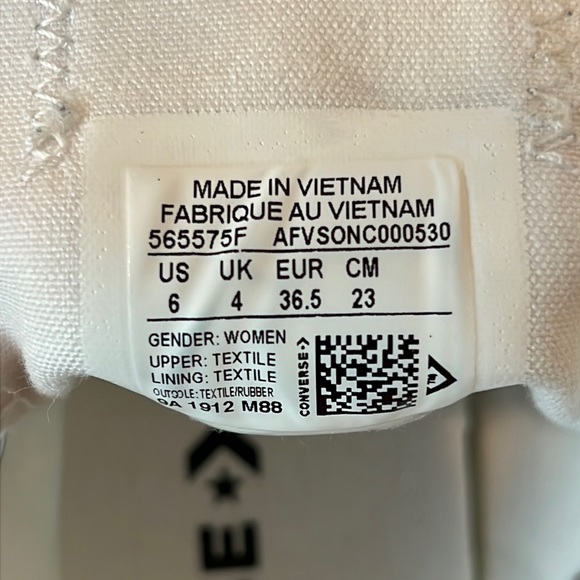 MADE IN VIETNAM
FABRIQUE AU VIETNAM
565575F AFVSONC000530
US UK EUR CM
6 4 36.5 23
GENDER: WOMEN
UPPER: TEXTILE
LINING: TEXTILE
OUTSOLE: TEXTILE/RUBBER
1912 M88
CONVERSE